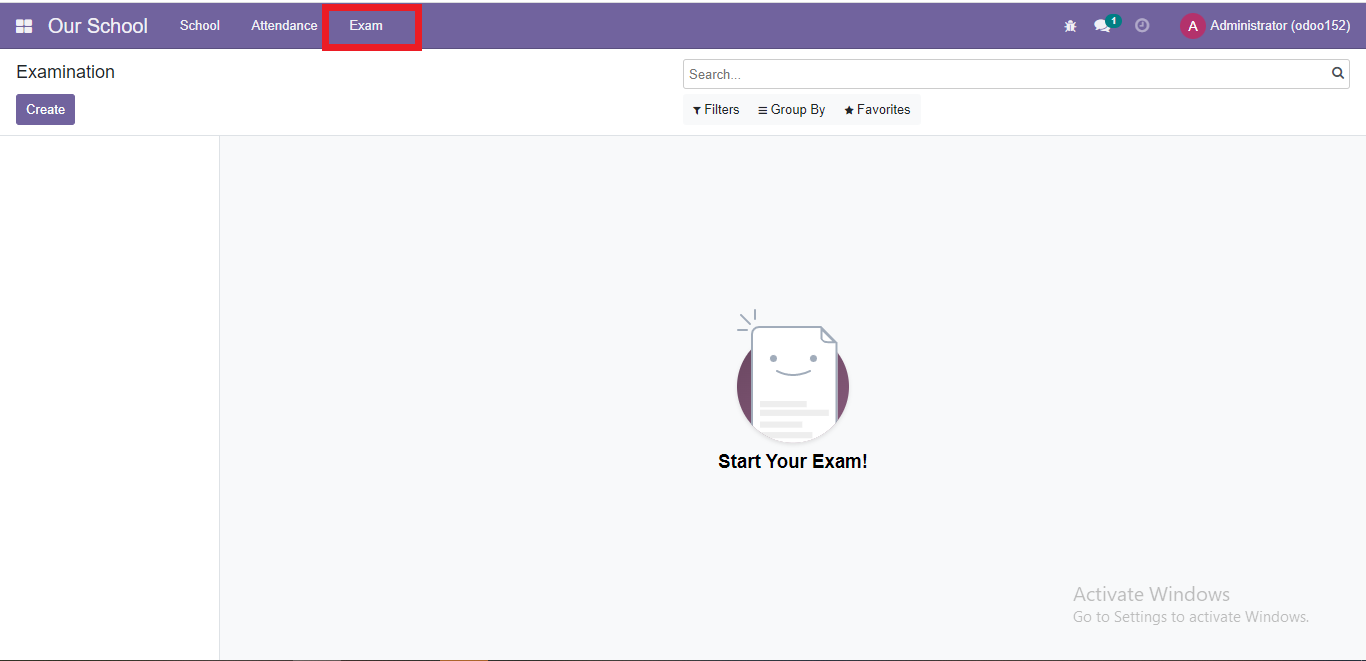 Our School School Attendance Exam 1 A Administrator (odoo152)
Examination
Search...
Create
Filters Group By Favorites
Start Your Exam!
Activate Windows
Go to Settings to activate Windows.